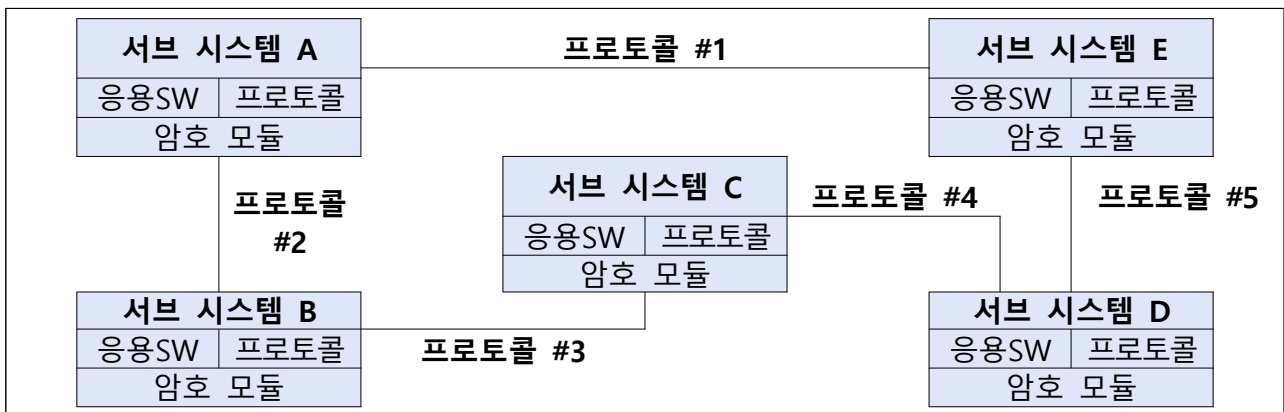 서브 시스템 A
응용SW 프로토콜
암호 모듈
프로토콜 #1
서브 시스템 E
응용SW 프로토콜
암호 모듈
프로토콜
#2
서브 시스템 C
응용SW 프로토콜
암호 모듈
프로토콜 #4
프로토콜 #5
서브 시스템 B
응용SW 프로토콜
암호 모듈
프로토콜 #3
서브 시스템 D
응용SW 프로토콜
암호 모듈